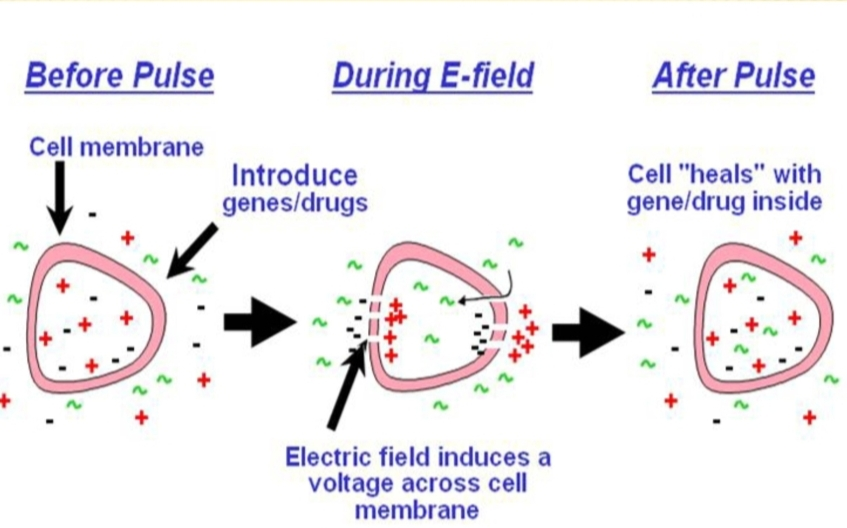 Before Pulse
During E-field
After Pulse
Cell membrane
Introduce
genes/drugs
Cell "heals" with
gene/drug inside
Electric field induces a
voltage across cell
membrane